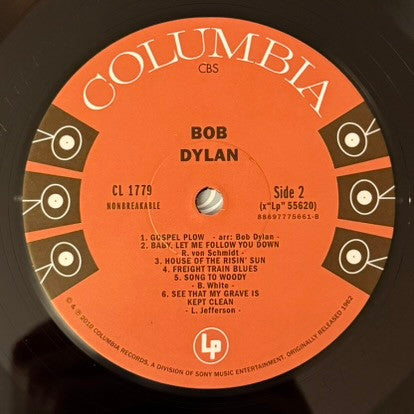 COLUMBIA
CBS
BOB
DYLAN
CL 1779
NONBREAKABLE
Side 2
(x"Lp" 55620)
88697775661-B
1. GOSPEL PLOW - arr: Bob Dylan -
2. BABY, LET ME FOLLOW YOU DOWN
R. von Schmidt -
3. HOUSE OF THE RISIN' SUN
4. FREIGHT TRAIN BLUES
5. SONG TO WOODY
- B. White -
6. SEE THAT MY GRAVE IS
KEPT CLEAN
- L. Jefferson -
Lp
© & ℗ 2010 COLUMBIA RECORDS, A DIVISION OF SONY MUSIC ENTERTAINMENT. ORIGINALLY RELEASED 1962